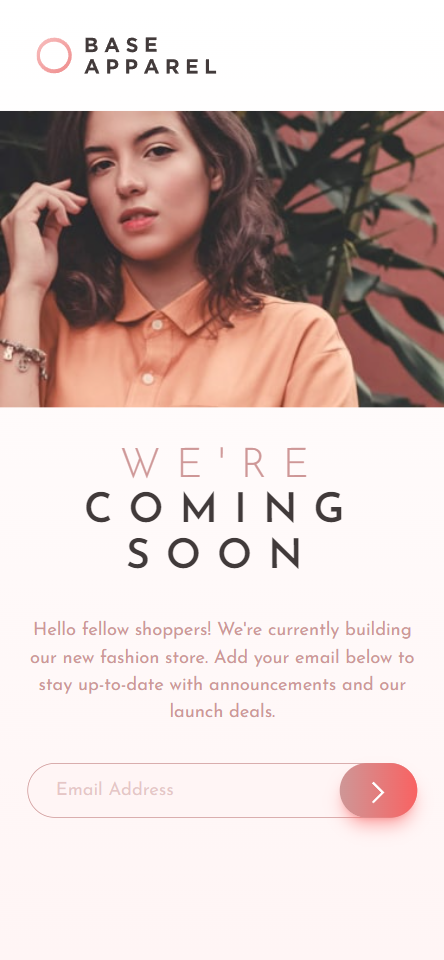 BASE
APPAREL
WE'RE
COMING
SOON
Hello fellow shoppers! We're currently building
our new fashion store. Add your email below to
stay up-to-date with announcements and our
launch deals.
Email Address